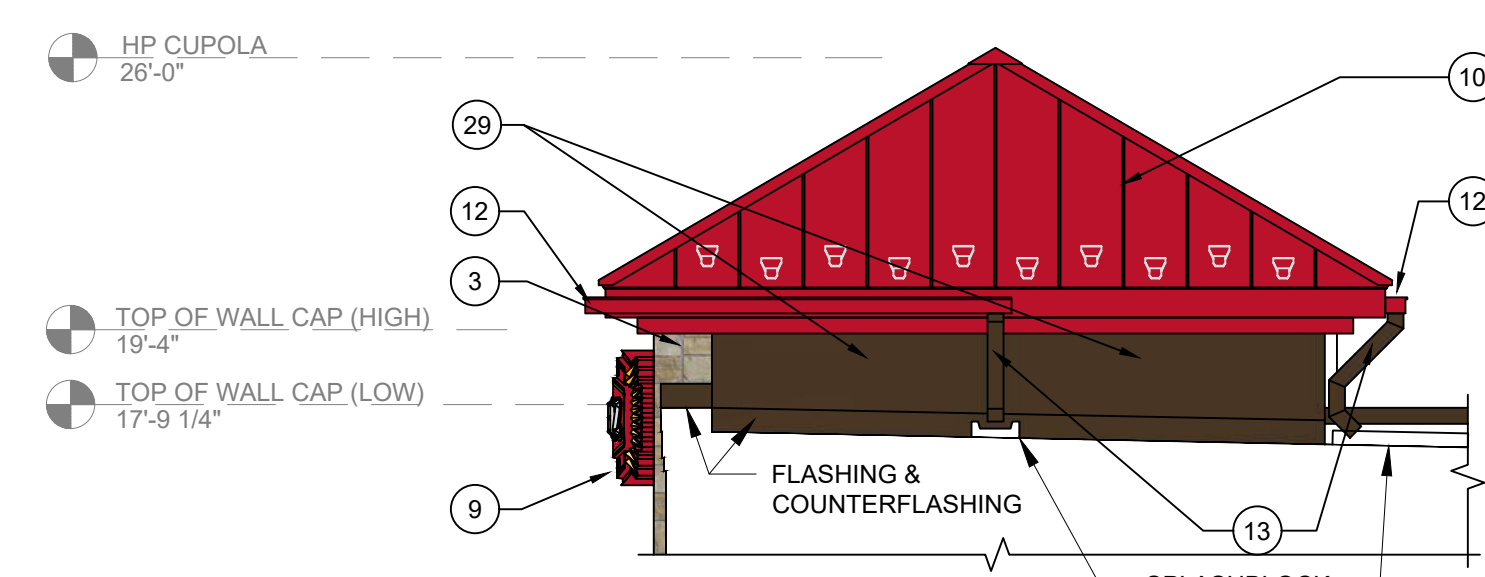 HP CUPOLA
26'-0"
10
29
12
12
3
TOP OF WALL CAP (HIGH)
19'-4"
TOP OF WALL CAP (LOW)
17'-9 1/4"
FLASHING &
COUNTERFLASHING
9
13